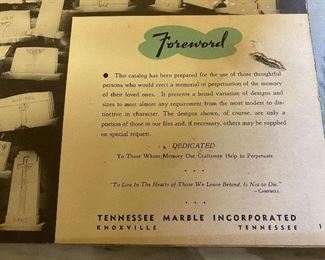 Foreword
● This catalog has been prepared for the use of those thoughtful
persons who would erect a memorial in perpetuation of the memory
of their loved ones. It presents a broad variation of designs and
sizes to meet almost any requirement from the most modest to dis-
tinctive in character. The designs shown, of course, are only a
portion of those in our files and, if necessary, others may be supplied
on special request.
DEDICATED
To Those Whose Memory Our Craftsmen Help to Perpetuate
"To Live In The Hearts of Those We Leave Behind, Is Not to Die."
—CAMPBELL
TENNESSEE MARBLE INCORPORATED
KNOXVILLE TENNESSEE